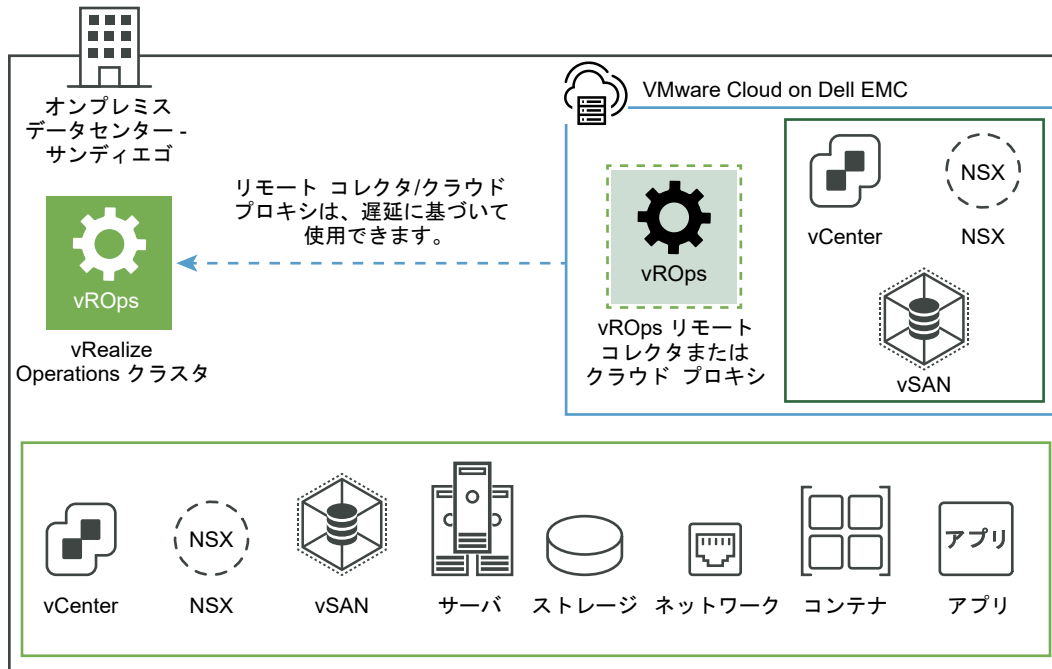 オンプレミス
データセンター -
サンディエゴ
VMware Cloud on Dell EMC
リモート コレクタ/クラウド
プロキシは、遅延に基づいて
使用できます。
vROps
vRealize
Operations クラスタ
vROps
vROps リモート
コレクタまたは
クラウド プロキシ
vCenter
NSX
NSX
vSAN
vCenter
NSX
NSX
vSAN
サーバ
ストレージ
ネットワーク
コンテナ
アプリ
アプリ